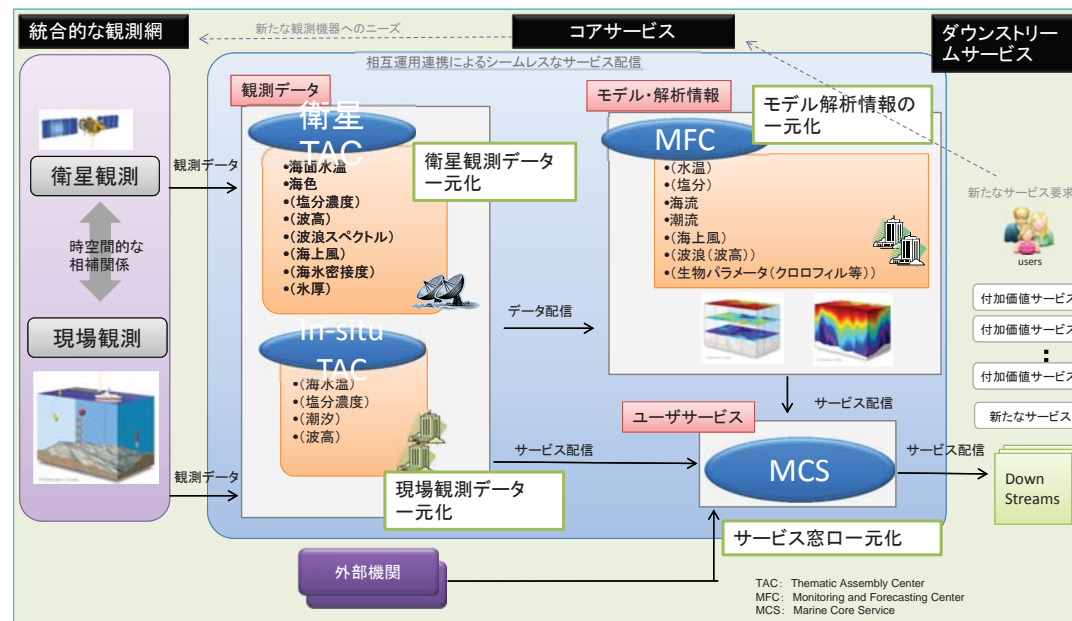 統合的な観測網
新たな観測機器へのニーズ
コアサービス
ダウンストリー
ムサービス
相互運用連携によるシームレスなサービス配信
観測データ
衛星
TAC
•海面水温
•海色
•(塩分濃度)
•(波高)
•(波浪スペクトル)
•(海上風)
•(海氷密接度)
•(氷厚)
衛星観測データ
一元化
モデル・解析情報
モデル解析情報の
一元化
MFC
•(水温)
•(塩分)
•海流
•潮流
•(海上風)
•(波浪(波高))
•(生物パラメータ(クロロフィル等))
衛星観測
観測データ
時空間的な
相補関係
現場観測
観測データ
In-situ
TAC
•(海水温)
•(塩分濃度)
•(潮汐)
•(波高)
現場観測データ
一元化
データ配信
サービス配信
サービス配信
ユーザサービス
MCS
サービス窓口一元化
サービス配信
新たなサービス要求
users
付加価値サービス
付加価値サービス
:
付加価値サービス
新たなサービス
Down
Streams
外部機関
TAC: Thematic Assembly Center
MFC: Monitoring and Forecasting Center
MCS: Marine Core Service